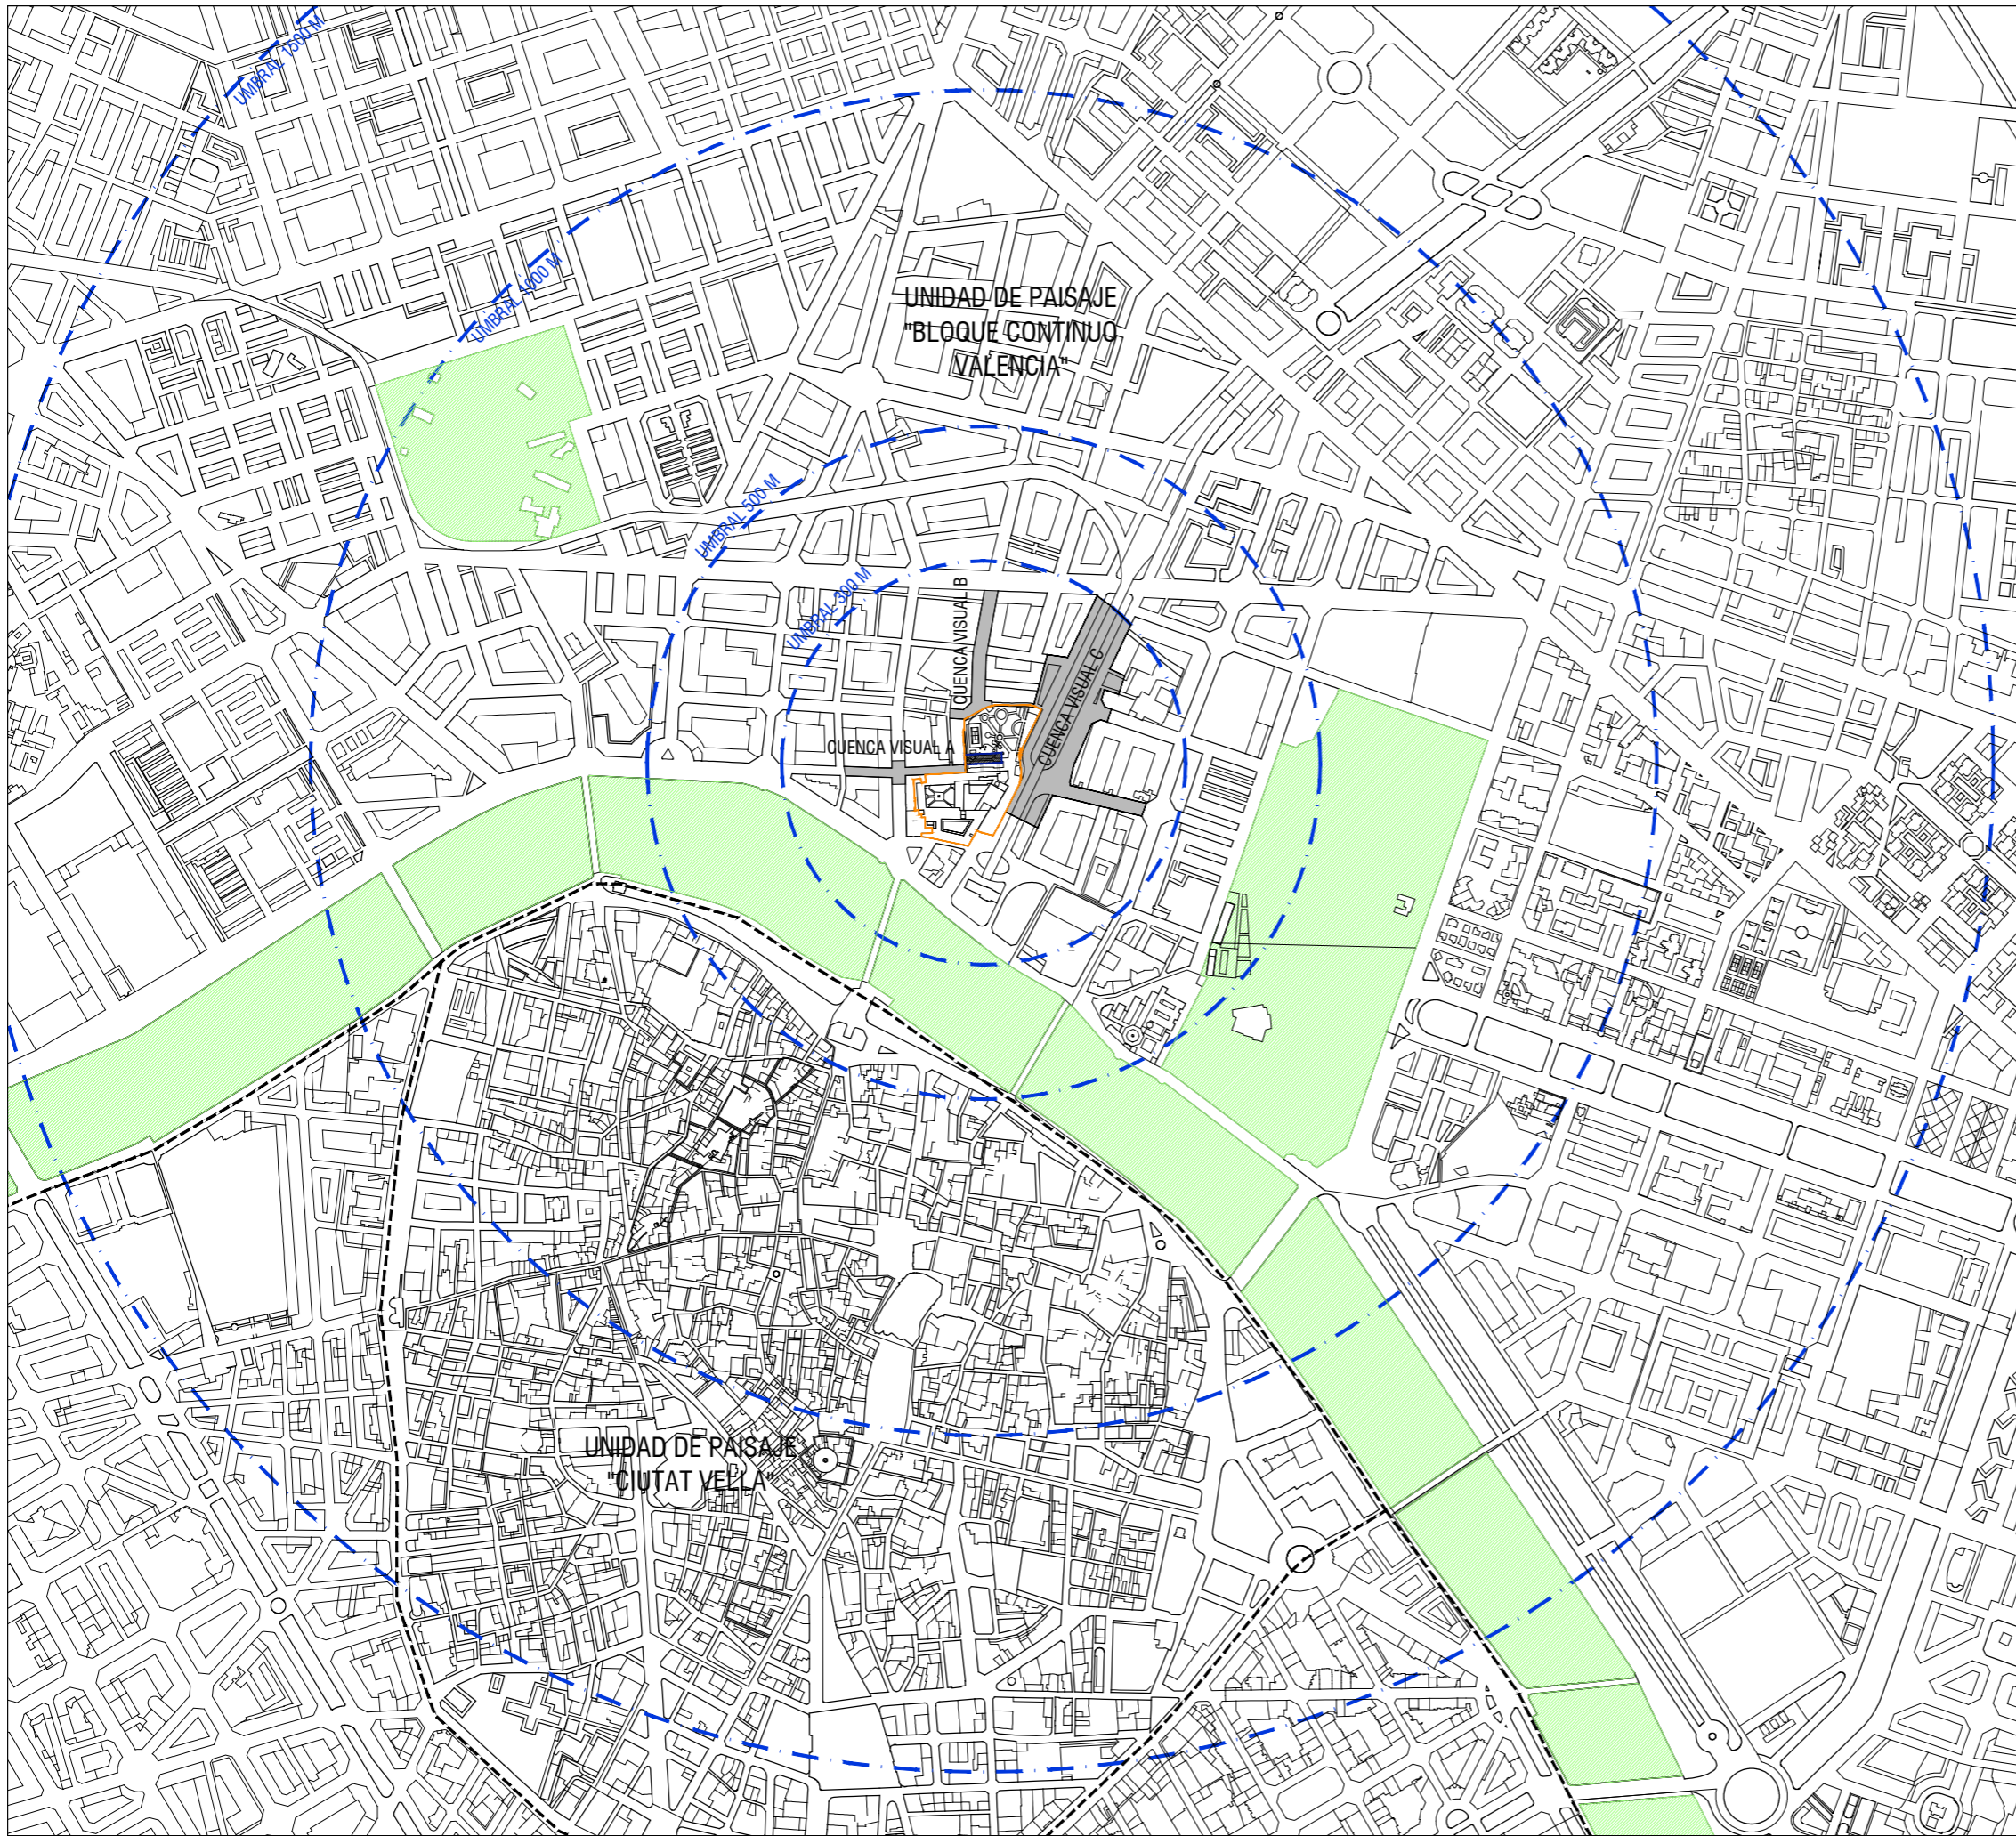 UMBRAL 1500 M
UMBRAL 1000 M
UNIDAD DE PAISAJE
"BLOQUE CONTINUO
VALENCIA"
UMBRAL 500 M
UMBRAL 300 M
CUENCA VISUAL B
CUENCA VISUAL C
CUENCA VISUAL A
UNIDAD DE PAISAJE
"CIUTAT VELLA"